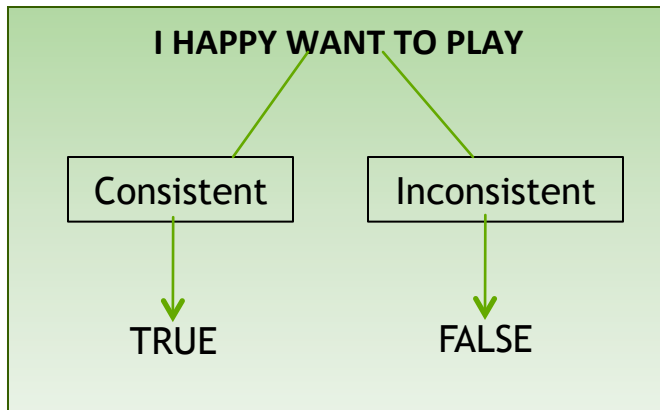 I HAPPY WANT TO PLAY
Consistent Inconsistent
TRUE FALSE